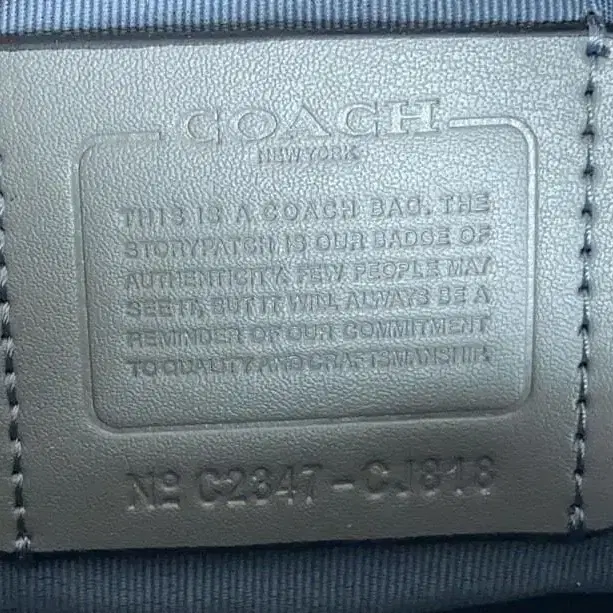 COACH
NEW YORK
THIS IS A COACH BAG. THE
STORYPATCH IS OUR BADGE OF
AUTHENTICITY. FEW PEOPLE MAY
SEE IT, BUT IT WILL ALWAYS BE A
REMINDER OF OUR COMMITMENT
TO QUALITY AND CRAFTSMANSHIP.
Nº C2347-CJ818